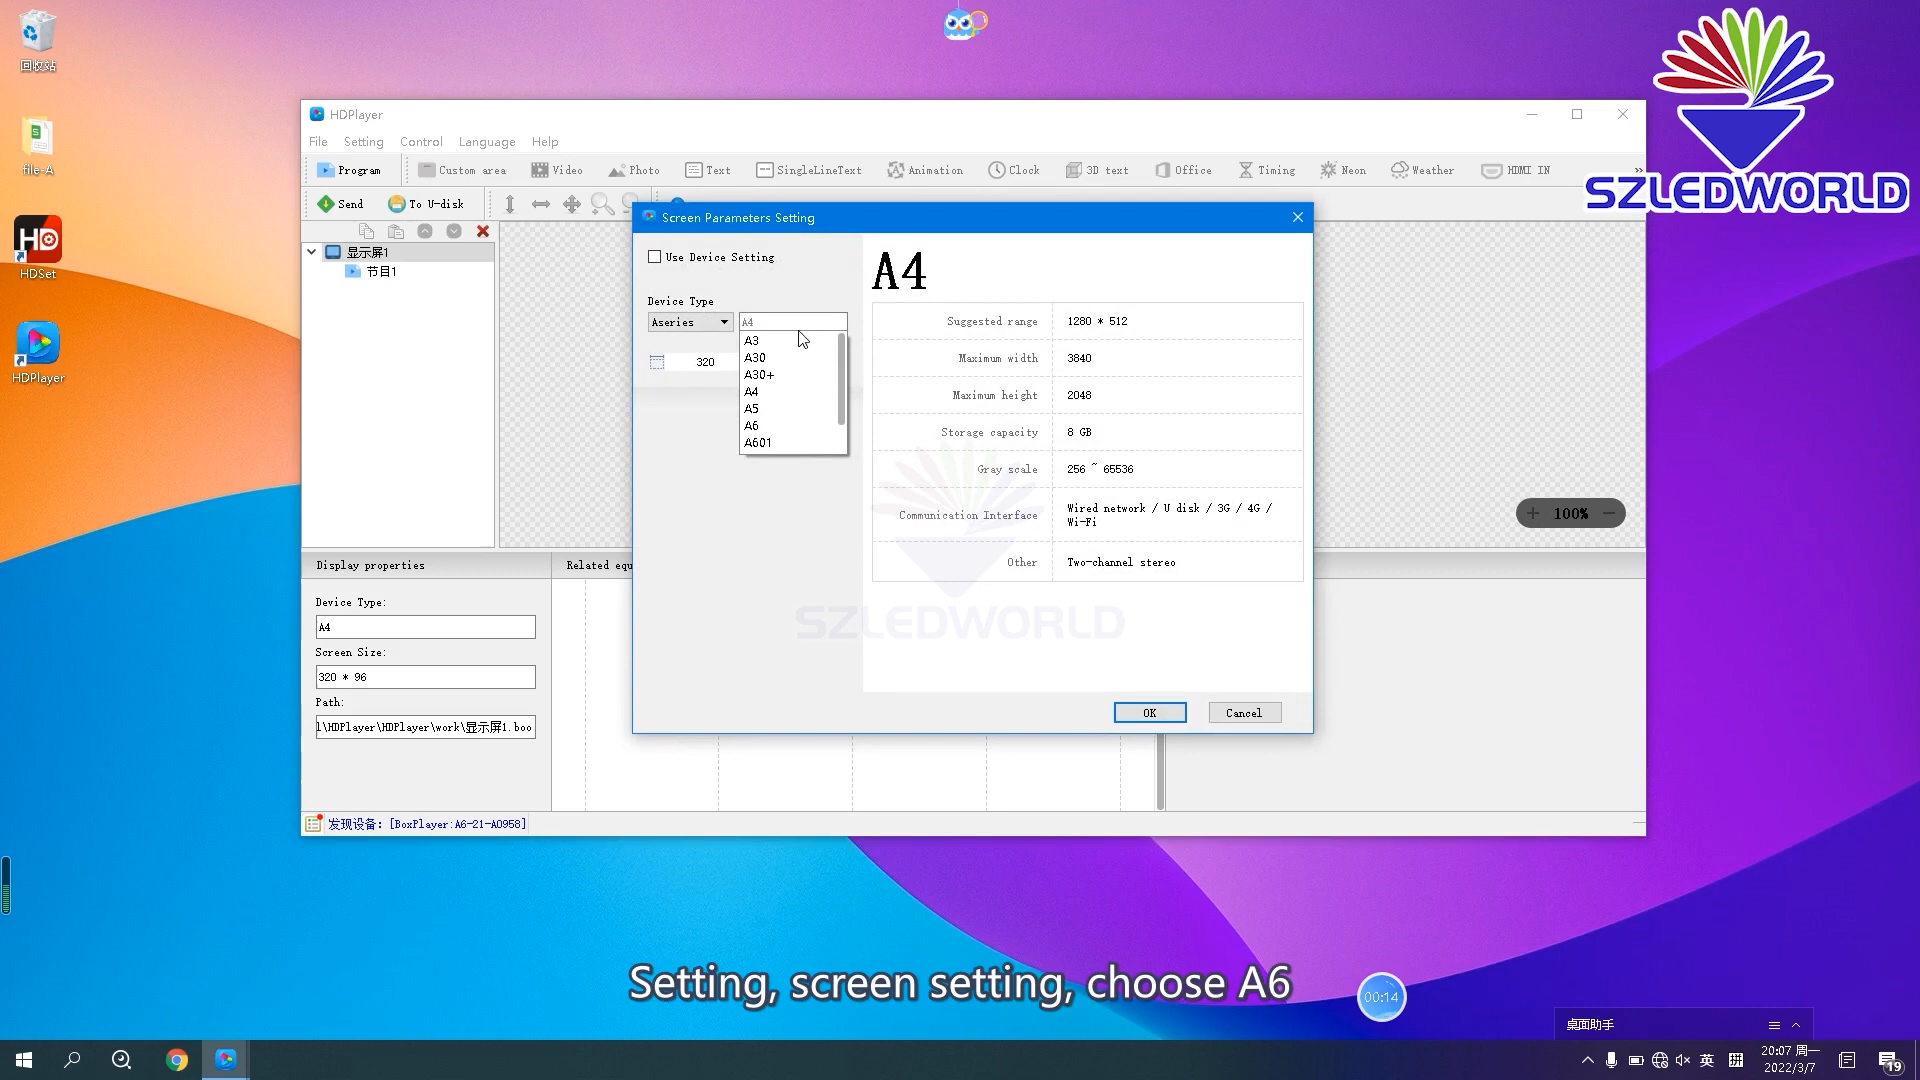 回收站
file-A
HDSet
HDPlayer
SZLEDWORLD
HDPlayer
File Setting Control Language Help
Program Custom area Video Photo Text SingleLineText Animation Clock 3D text Office Timing Neon Weather HDMI IN »
Send To U-disk
显示屏1
节目1
Screen Parameters Setting
Use Device Setting
Device Type
Aseries A4
320
A3
A30
A30+
A4
A5
A6
A601
A4
Suggested range 1280 * 512
Maximum width 3840
Maximum height 2048
Storage capacity 8 GB
Gray scale 256 ~ 65536
Communication Interface Wired network / U disk / 3G / 4G /
Wi-Fi
Other Two-channel stereo
SZLEDWORLD
OK Cancel
+ 100% −
Display properties
Related equ
Device Type:
A4
Screen Size:
320 * 96
Path:
l\HDPlayer\HDPlayer\work\显示屏1.boo
发现设备: [BoxPlayer:A6-21-A0958]
Setting, screen setting, choose A6
00:14
桌面助手
英 拼
20:07 周一
2022/3/7
19